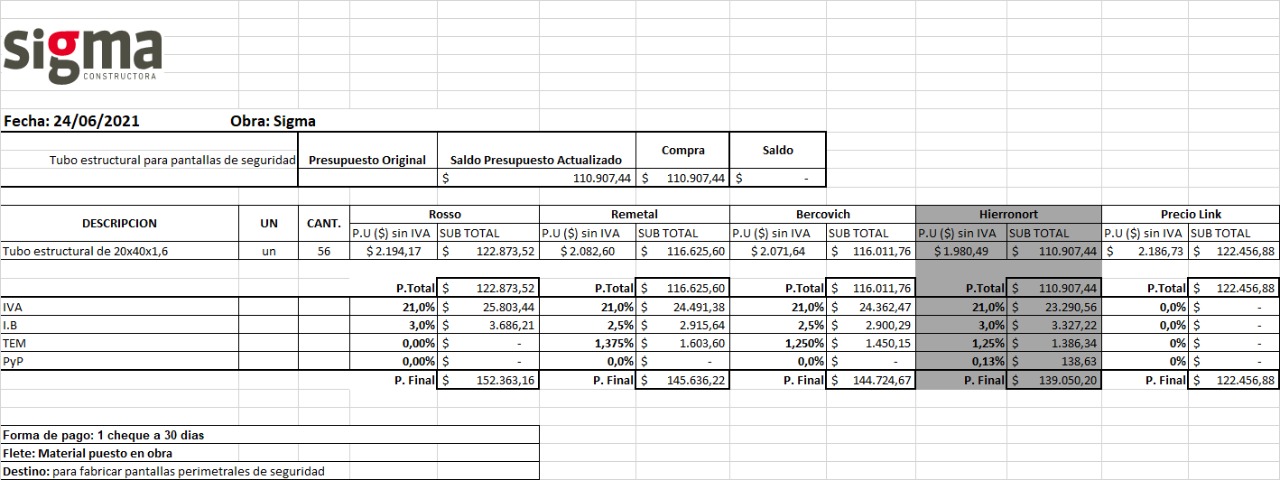 sigma
CONSTRUCTORA
Fecha: 24/06/2021 Obra: Sigma
Tubo estructural para pantallas de seguridad Presupuesto Original Saldo Presupuesto Actualizado Compra Saldo
$ 110.907,44 $ 110.907,44 $ -
DESCRIPCION UN CANT. Rosso Remetal Bercovich Hierronort Precio Link
P.U ($) sin IVA SUB TOTAL P.U ($) sin IVA SUB TOTAL P.U ($) sin IVA SUB TOTAL P.U ($) sin IVA SUB TOTAL P.U ($) sin IVA SUB TOTAL
Tubo estructural de 20x40x1,6 un 56 $ 2.194,17 $ 122.873,52 $ 2.082,60 $ 116.625,60 $ 2.071,64 $ 116.011,76 $ 1.980,49 $ 110.907,44 $ 2.186,73 $ 122.456,88
P.Total $ 122.873,52 P.Total $ 116.625,60 P.Total $ 116.011,76 P.Total $ 110.907,44 P.Total $ 122.456,88
IVA 21,0% $ 25.803,44 21,0% $ 24.491,38 21,0% $ 24.362,47 21,0% $ 23.290,56 0,0% $ -
I.B 3,0% $ 3.686,21 2,5% $ 2.915,64 2,5% $ 2.900,29 3,0% $ 3.327,22 0,0% $ -
TEM 0,00% $ - 1,375% $ 1.603,60 1,250% $ 1.450,15 1,25% $ 1.386,34 0% $ -
PyP 0,00% $ - 0,0% $ - 0,0% $ - 0,13% $ 138,63 0% $ -
P. Final $ 152.363,16 P. Final $ 145.636,22 P. Final $ 144.724,67 P. Final $ 139.050,20 P. Final $ 122.456,88
Forma de pago: 1 cheque a 30 dias
Flete: Material puesto en obra
Destino: para fabricar pantallas perimetrales de seguridad